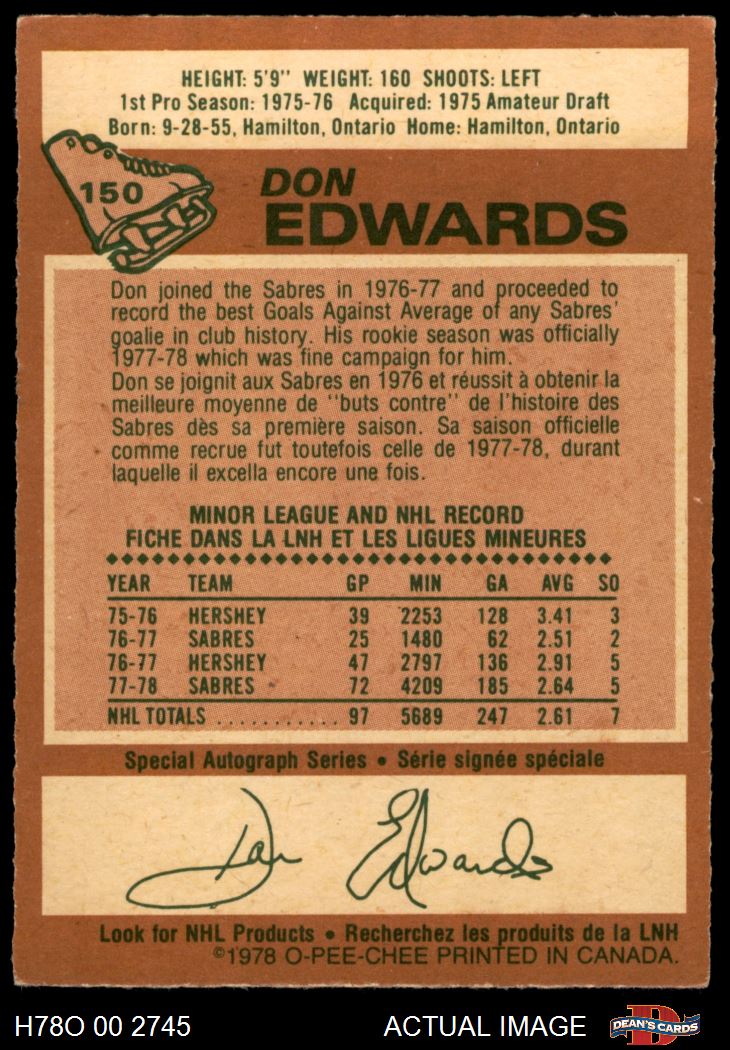 HEIGHT: 5'9'' WEIGHT: 160 SHOOTS: LEFT
1st Pro Season: 1975-76 Acquired: 1975 Amateur Draft
Born: 9-28-55, Hamilton, Ontario Home: Hamilton, Ontario
150
DON
EDWARDS
Don joined the Sabres in 1976-77 and proceeded to
record the best Goals Against Average of any Sabres'
goalie in club history. His rookie season was officially
1977-78 which was fine campaign for him.
Don se joignit aux Sabres en 1976 et réussit à obtenir la
meilleure moyenne de ''buts contre'' de l'histoire des
Sabres dès sa première saison. Sa saison officielle
comme recrue fut toutefois celle de 1977-78, durant
laquelle il excella encore une fois.
MINOR LEAGUE AND NHL RECORD
FICHE DANS LA LNH ET LES LIGUES MINEURES
YEAR TEAM GP MIN GA AVG SO
75-76 HERSHEY 39 2253 128 3.41 3
76-77 SABRES 25 1480 62 2.51 2
76-77 HERSHEY 47 2797 136 2.91 5
77-78 SABRES 72 4209 185 2.64 5
NHL TOTALS ........... 97 5689 247 2.61 7
Special Autograph Series • Série signée spéciale
Don Edwards
Look for NHL Products • Recherchez les produits de la LNH
©1978 O-PEE-CHEE PRINTED IN CANADA.
H78O 00 2745 ACTUAL IMAGE DEAN'S CARDS